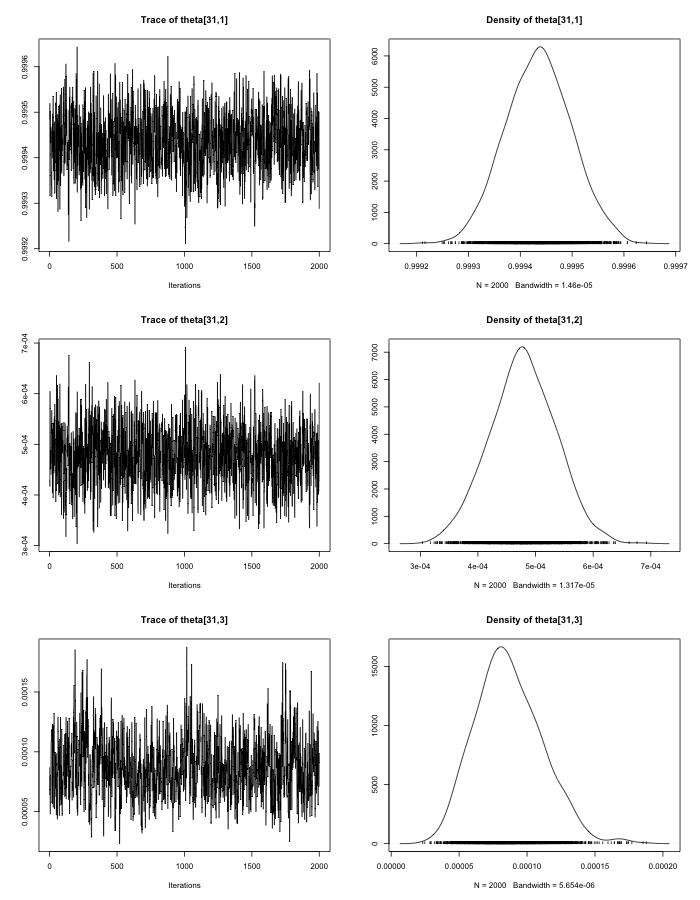 Trace of theta[31,1]
0.9992 0.9993 0.9994 0.9995 0.9996
0 500 1000 1500 2000
Iterations
Density of theta[31,1]
0 1000 2000 3000 4000 5000 6000
0.9992 0.9993 0.9994 0.9995 0.9996 0.9997
N = 2000 Bandwidth = 1.46e-05
Trace of theta[31,2]
3e-04 4e-04 5e-04 6e-04 7e-04
0 500 1000 1500 2000
Iterations
Density of theta[31,2]
0 1000 2000 3000 4000 5000 6000 7000
3e-04 4e-04 5e-04 6e-04 7e-04
N = 2000 Bandwidth = 1.317e-05
Trace of theta[31,3]
0.00005 0.00010 0.00015
0 500 1000 1500 2000
Iterations
Density of theta[31,3]
0 5000 10000 15000
0.00000 0.00005 0.00010 0.00015 0.00020
N = 2000 Bandwidth = 5.654e-06